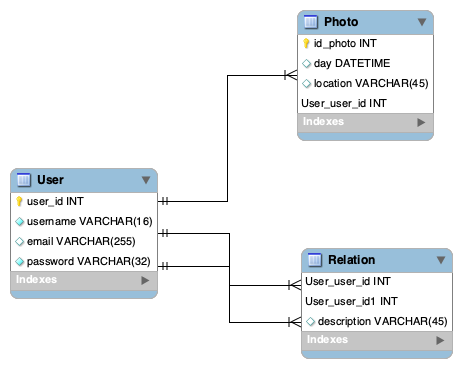 Photo
id_photo INT
day DATETIME
location VARCHAR(45)
User_user_id INT
Indexes
User
user_id INT
username VARCHAR(16)
email VARCHAR(255)
password VARCHAR(32)
Indexes
Relation
User_user_id INT
User_user_id1 INT
description VARCHAR(45)
Indexes